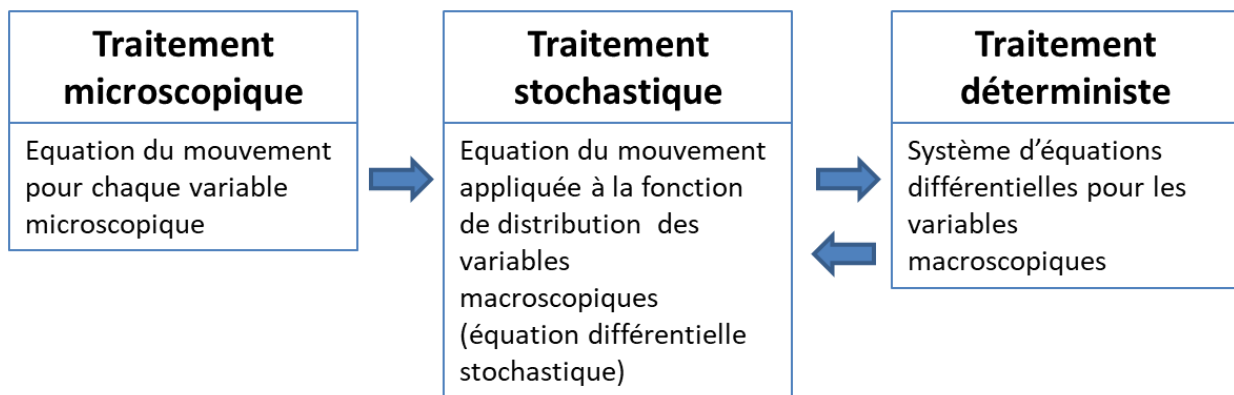 Traitement
microscopique
Equation du mouvement
pour chaque variable
microscopique
Traitement
stochastique
Equation du mouvement
appliquée à la fonction
de distribution des
variables
macroscopiques
(équation différentielle
stochastique)
Traitement
déterministe
Système d'équations
différentielles pour les
variables
macroscopiques